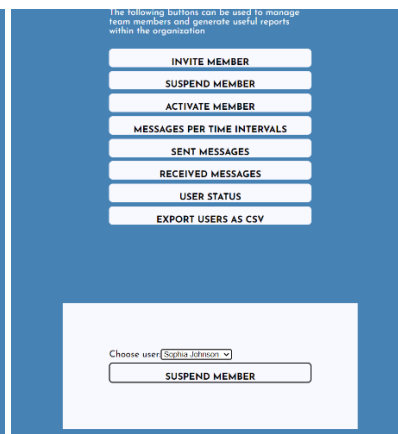 The following buttons can be used to manage
team members and generate useful reports
within the organization
INVITE MEMBER
SUSPEND MEMBER
ACTIVATE MEMBER
MESSAGES PER TIME INTERVALS
SENT MESSAGES
RECEIVED MESSAGES
USER STATUS
EXPORT USERS AS CSV
Choose user Sophia Johnson
SUSPEND MEMBER